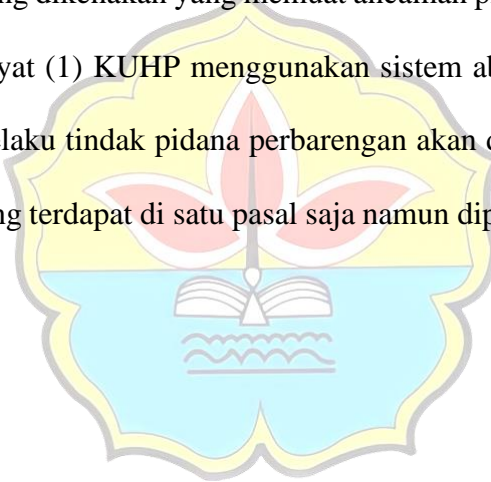 ng dikenakan yang memuat ancaman p
yat (1) KUHP menggunakan sistem ab
laku tindak pidana perbarengan akan d
ng terdapat di satu pasal saja namun dip